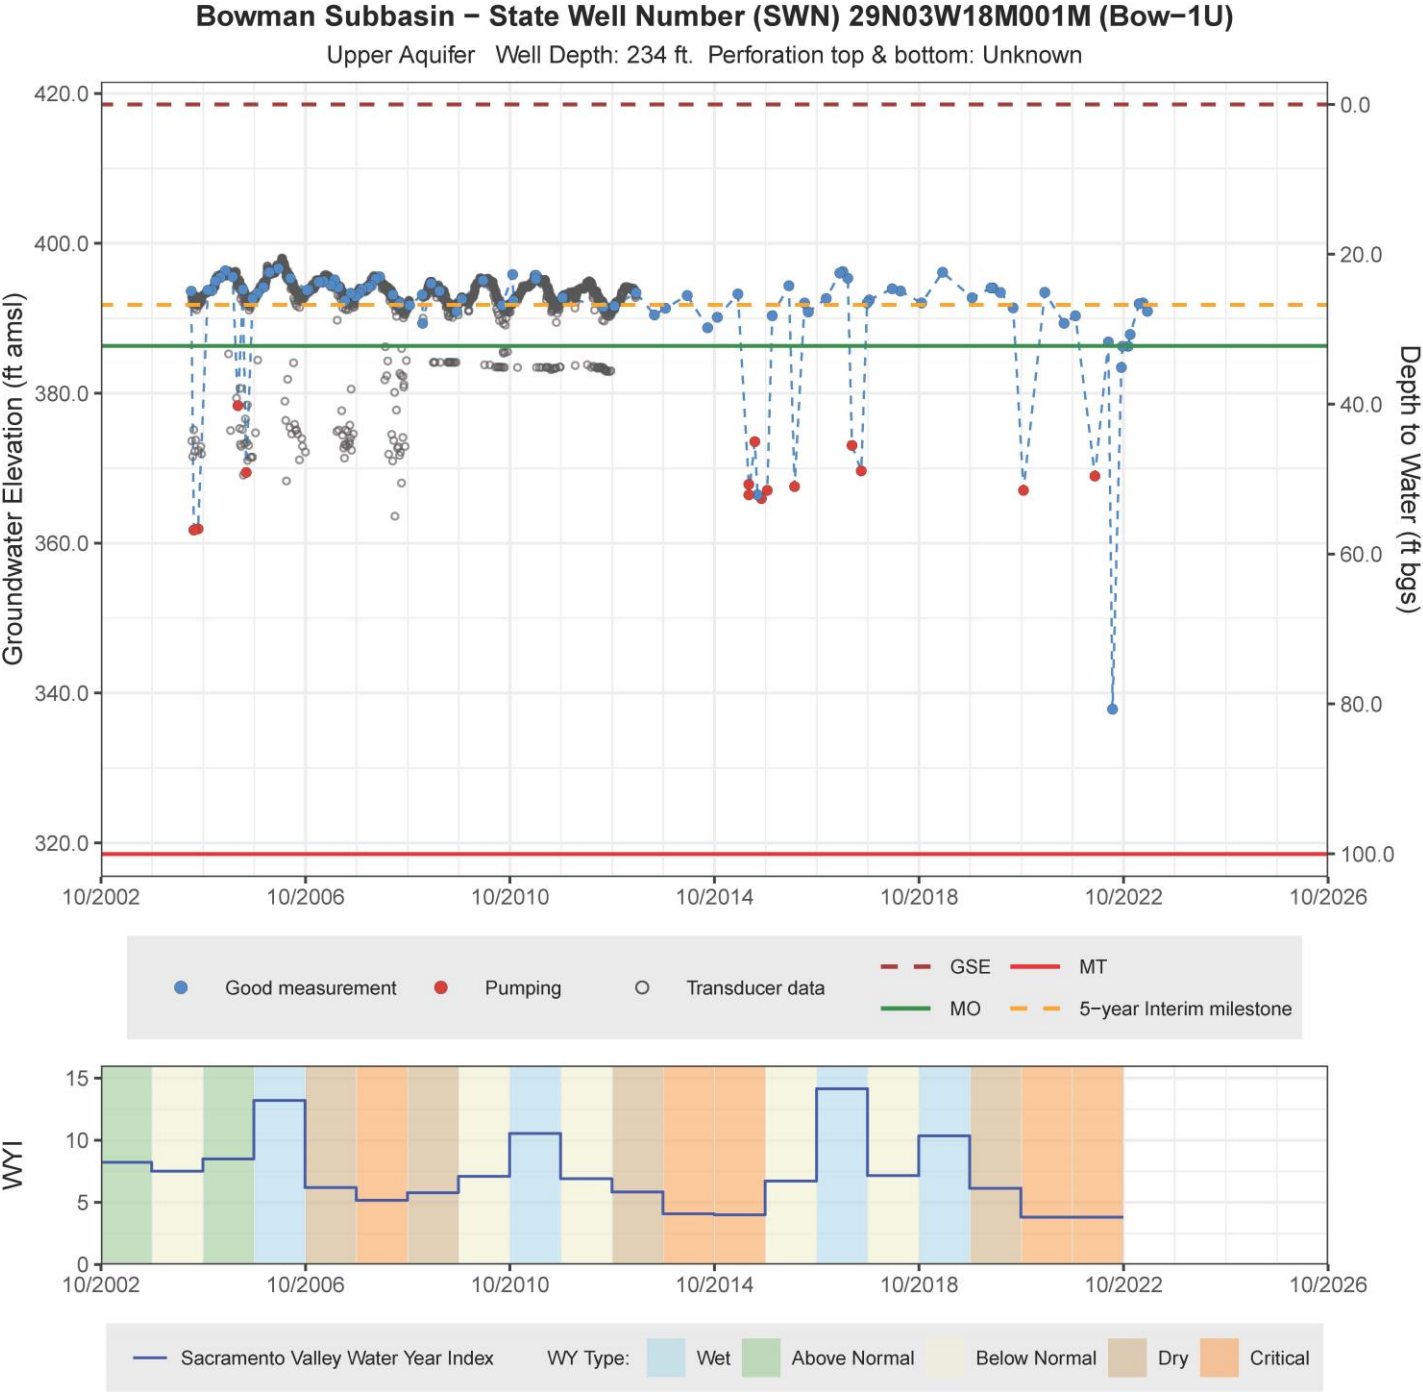 Bowman Subbasin − State Well Number (SWN) 29N03W18M001M (Bow−1U)
Upper Aquifer   Well Depth: 234 ft.  Perforation top & bottom: Unknown
Groundwater Elevation (ft amsl)
420.0
400.0
380.0
360.0
340.0
320.0
0.0
20.0
40.0
60.0
80.0
100.0
Depth to Water (ft bgs)
10/2002 10/2006 10/2010 10/2014 10/2018 10/2022 10/2026
Good measurement Pumping Transducer data GSE MT
MO 5−year Interim milestone
WYI
15
10
5
0
10/2002 10/2006 10/2010 10/2014 10/2018 10/2022 10/2026
Sacramento Valley Water Year Index WY Type: Wet Above Normal Below Normal Dry Critical